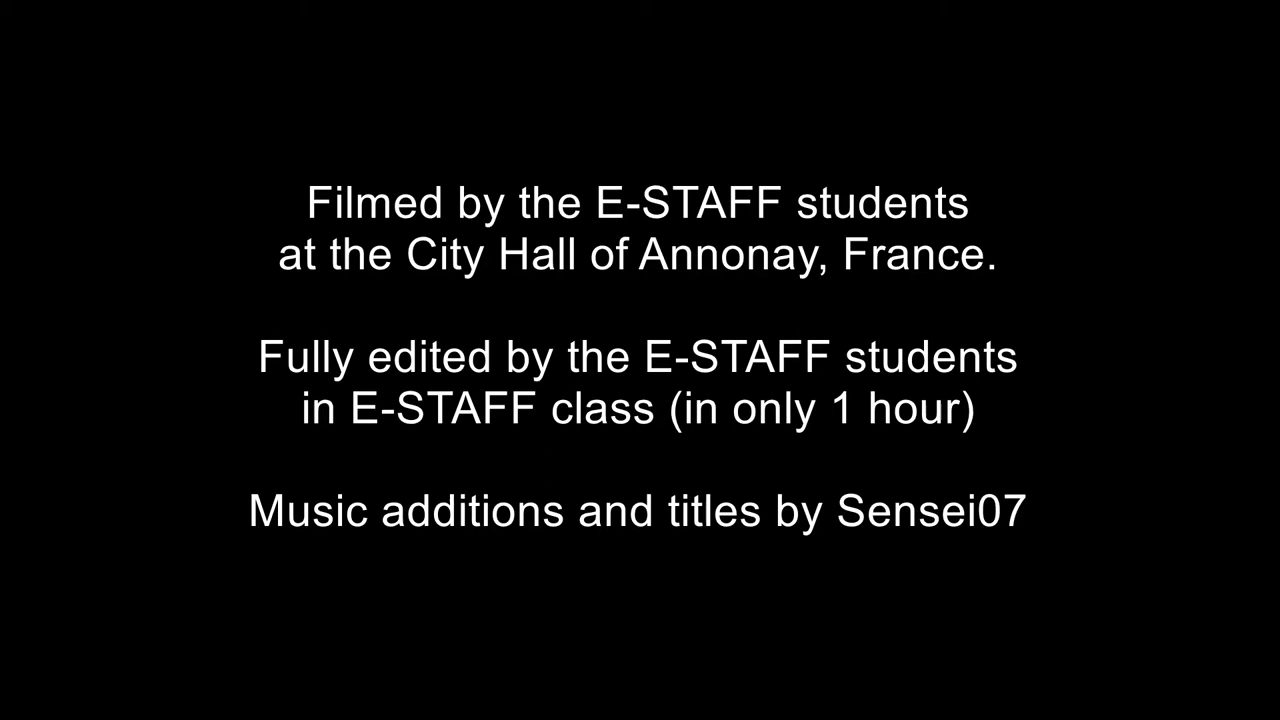 Filmed by the E-STAFF students
at the City Hall of Annonay, France.
Fully edited by the E-STAFF students
in E-STAFF class (in only 1 hour)
Music additions and titles by Sensei07